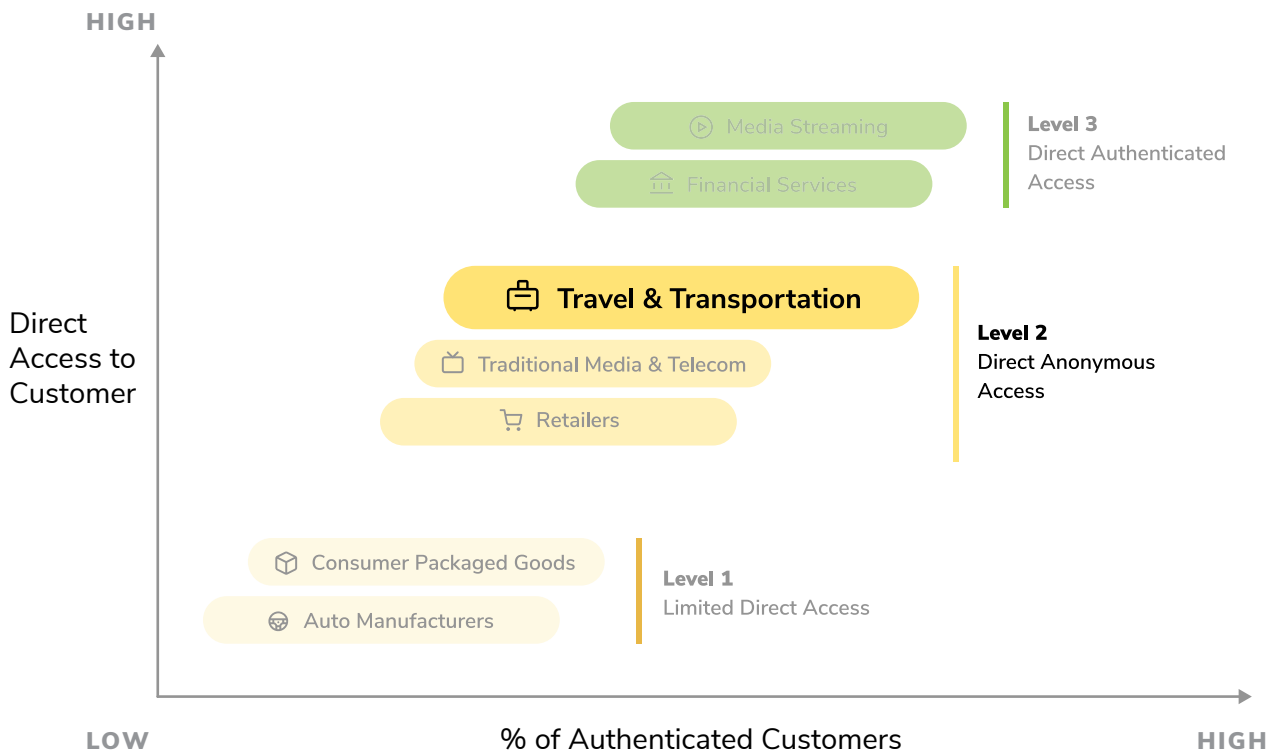 HIGH
Media Streaming
Financial Services
Level 3
Direct Authenticated
Access
Travel & Transportation
Traditional Media & Telecom
Retailers
Level 2
Direct Anonymous
Access
Direct
Access to
Customer
Consumer Packaged Goods
Auto Manufacturers
Level 1
Limited Direct Access
LOW
% of Authenticated Customers
HIGH